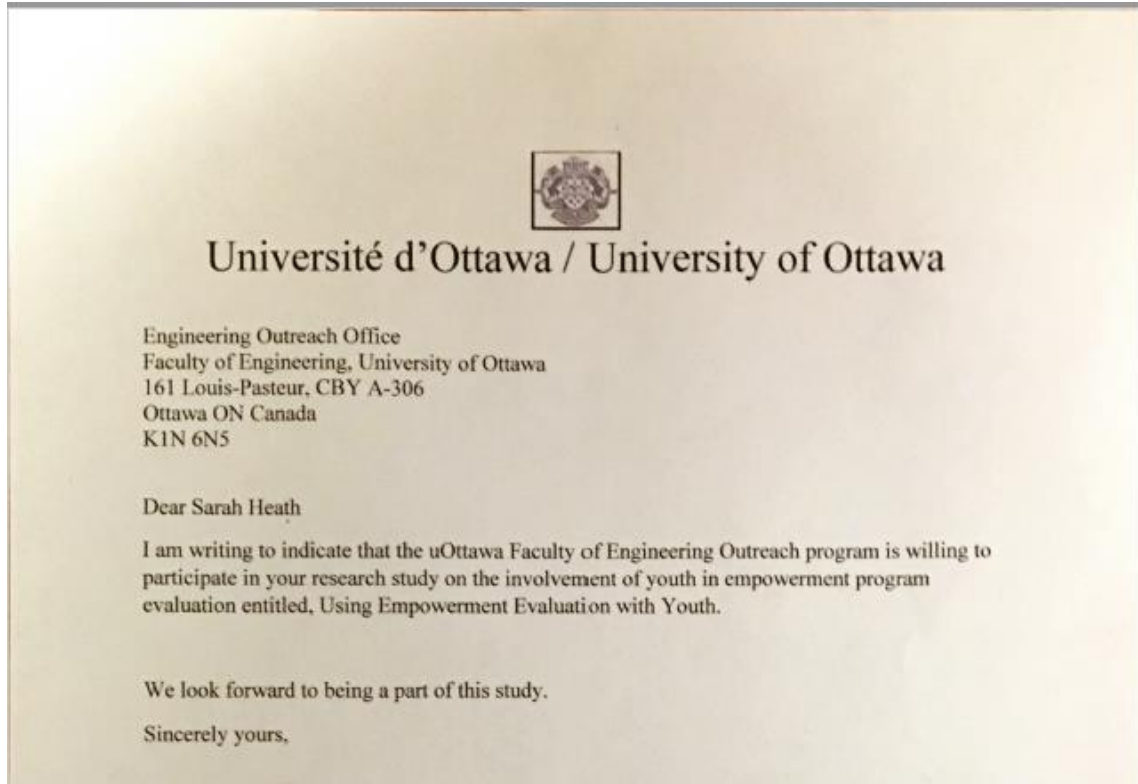 Université d'Ottawa / University of Ottawa
Engineering Outreach Office
Faculty of Engineering, University of Ottawa
161 Louis-Pasteur, CBY A-306
Ottawa ON Canada
K1N 6N5
Dear Sarah Heath
I am writing to indicate that the uOttawa Faculty of Engineering Outreach program is willing to
participate in your research study on the involvement of youth in empowerment program
evaluation entitled, Using Empowerment Evaluation with Youth.
We look forward to being a part of this study.
Sincerely yours,